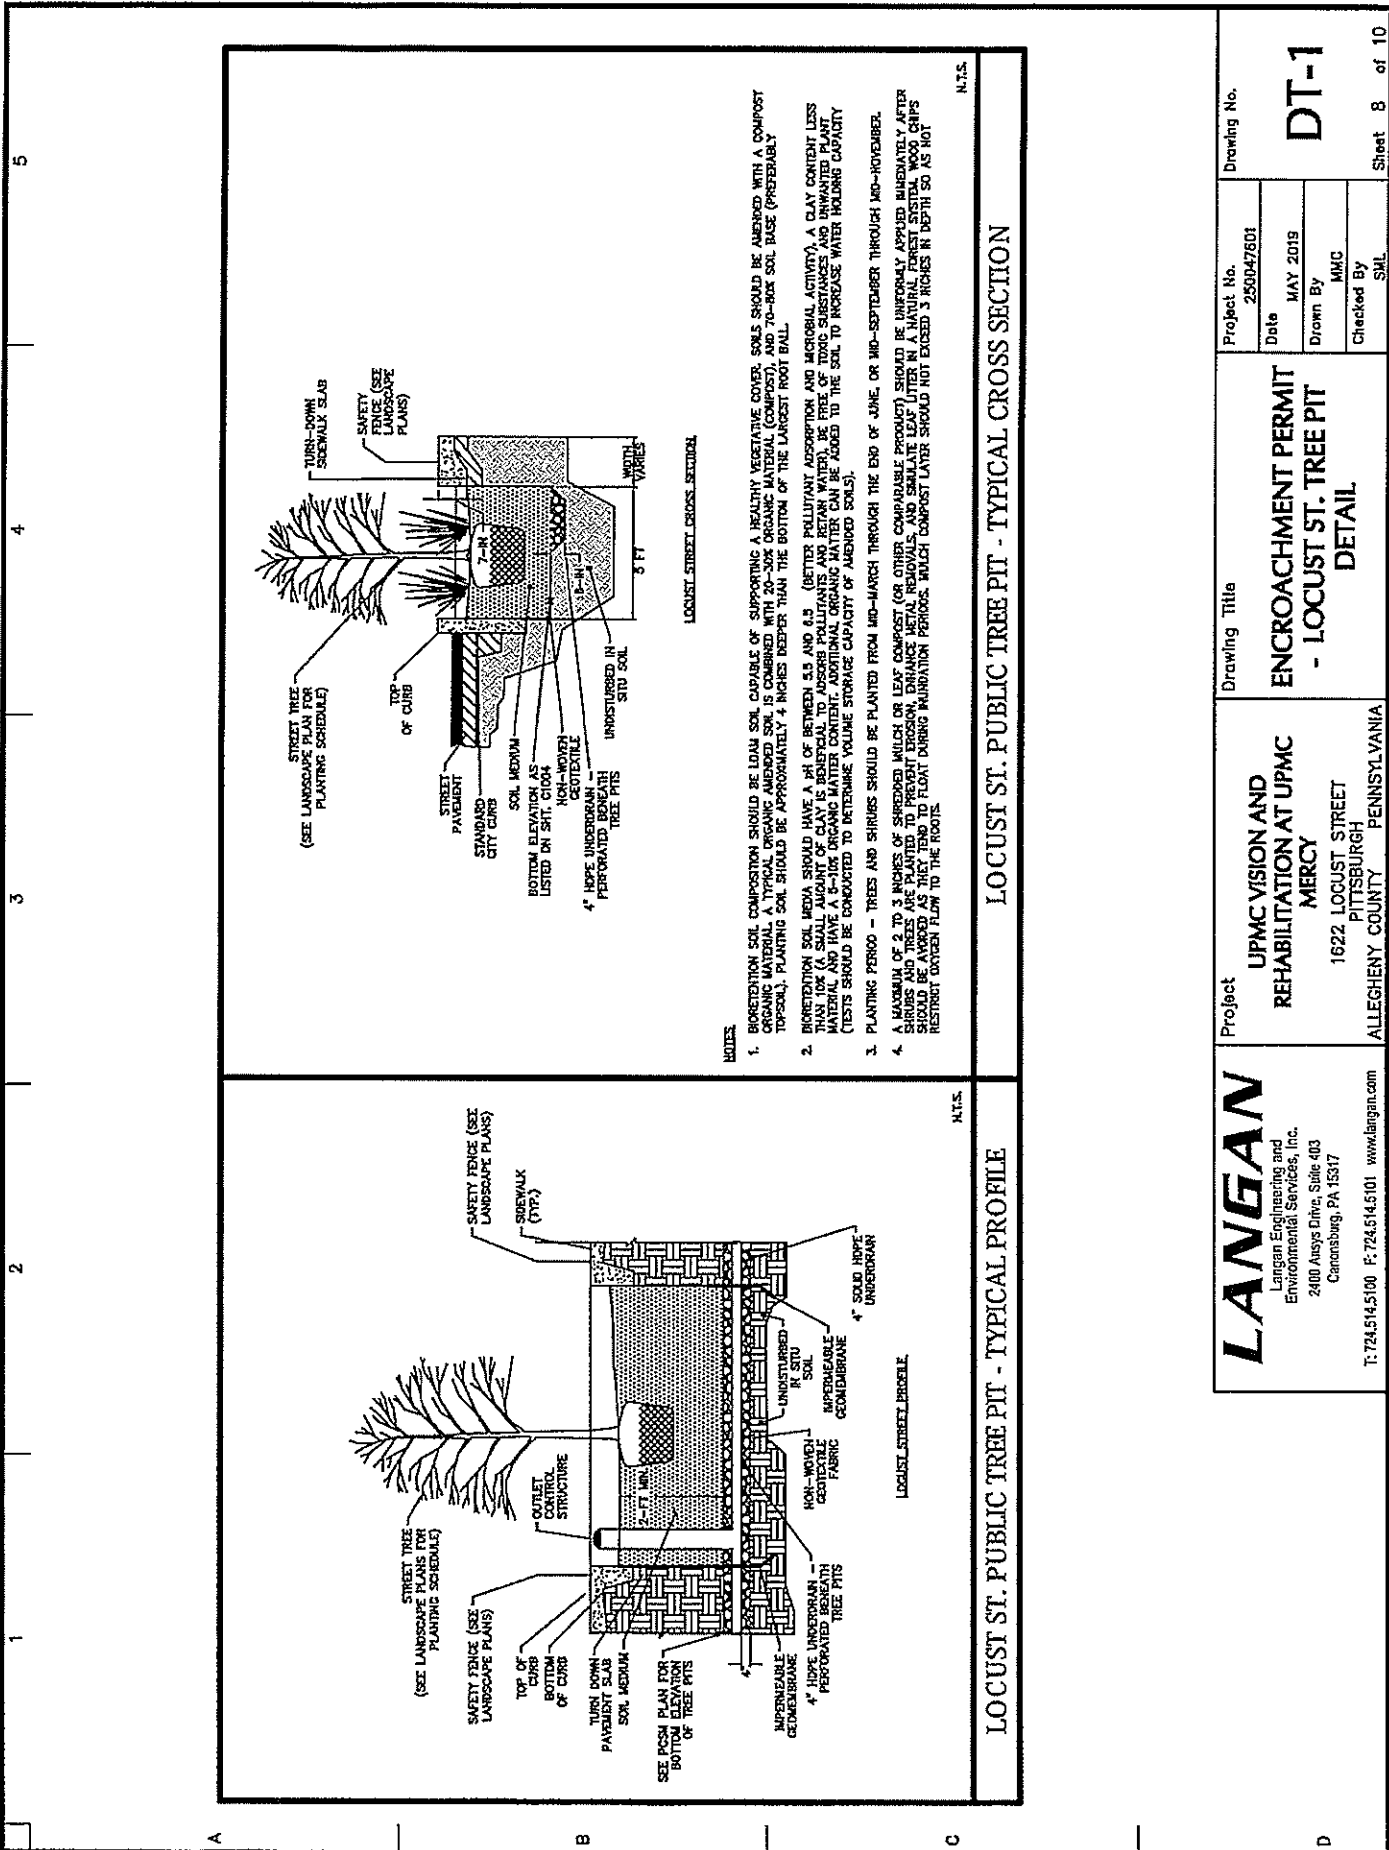 1
2
3
4
5
A
B
C
D
STREET TREE
(SEE LANDSCAPE PLANS FOR
PLANTING SCHEDULE)
SAFETY FENCE (SEE
LANDSCAPE PLANS)
OUTLET
CONTROL
STRUCTURE
TOP OF
CURB
BOTTOM
OF CURB
TURN DOWN
PAVEMENT SLAB
SOIL MEDIUM
SEE PCSM PLAN FOR
BOTTOM ELEVATION
OF TREE PITS
4"
2-FT MIN.
IMPERMEABLE
GEOMEMBRANE
4" HDPE UNDERDRAIN –
PERFORATED BENEATH
TREE PITS
NON-WOVEN
GEOTEXTILE
FABRIC
UNDISTURBED
IN SITU
SOIL
IMPERMEABLE
GEOMEMBRANE
4" SOLID HDPE
UNDERDRAIN
SAFETY FENCE (SEE
LANDSCAPE PLANS)
SIDEWALK
(TYP.)
LOCUST STREET PROFILE
N.T.S.
LOCUST ST. PUBLIC TREE PIT - TYPICAL PROFILE
STREET TREE
(SEE LANDSCAPE PLAN FOR
PLANTING SCHEDULE)
TOP
OF CURB
STREET
PAVEMENT
STANDARD
CITY CURB
SOIL MEDIUM
BOTTOM ELEVATION AS
LISTED ON SHT. C1004
NON-WOVEN
GEOTEXTILE
4" HDPE UNDERDRAIN –
PERFORATED BENEATH
TREE PITS
UNDISTURBED IN
SITU SOIL
7-IN
8-IN
5 FT
WIDTH
VARIES
TURN-DOWN
SIDEWALK SLAB
SAFETY
FENCE (SEE
LANDSCAPE
PLANS)
LOCUST STREET CROSS SECTION
NOTES
1. BIORETENTION SOIL COMPOSITION SHOULD BE LOAM SOIL CAPABLE OF SUPPORTING A HEALTHY VEGETATIVE COVER. SOILS SHOULD BE AMENDED WITH A COMPOST
ORGANIC MATERIAL. A TYPICAL ORGANIC AMENDED SOIL IS COMBINED WITH 20–30% ORGANIC MATERIAL (COMPOST), AND 70–80% SOIL BASE (PREFERABLY
TOPSOIL). PLANTING SOIL SHOULD BE APPROXIMATELY 4 INCHES DEEPER THAN THE BOTTOM OF THE LARGEST ROOT BALL.
2. BIORETENTION SOIL MEDIA SHOULD HAVE A pH OF BETWEEN 5.5 AND 6.5 (BETTER POLLUTANT ADSORPTION AND MICROBIAL ACTIVITY), A CLAY CONTENT LESS
THAN 10% (A SMALL AMOUNT OF CLAY IS BENEFICIAL TO ADSORB POLLUTANTS AND RETAIN WATER), BE FREE OF TOXIC SUBSTANCES AND UNWANTED PLANT
MATERIAL AND HAVE A 5–10% ORGANIC MATTER CONTENT. ADDITIONAL ORGANIC MATTER CAN BE ADDED TO THE SOIL TO INCREASE WATER HOLDING CAPACITY
(TESTS SHOULD BE CONDUCTED TO DETERMINE VOLUME STORAGE CAPACITY OF AMENDED SOILS).
3. PLANTING PERIOD – TREES AND SHRUBS SHOULD BE PLANTED FROM MID–MARCH THROUGH THE END OF JUNE, OR MID–SEPTEMBER THROUGH MID–NOVEMBER.
4. A MAXIMUM OF 2 TO 3 INCHES OF SHREDDED MULCH OR LEAF COMPOST (OR OTHER COMPARABLE PRODUCT) SHOULD BE UNIFORMLY APPLIED IMMEDIATELY AFTER
SHRUBS AND TREES ARE PLANTED TO PREVENT EROSION, ENHANCE METAL REMOVALS, AND SIMULATE LEAF LITTER IN A NATURAL FOREST SYSTEM. WOOD CHIPS
SHOULD BE AVOIDED AS THEY TEND TO FLOAT DURING INUNDATION PERIODS. MULCH COMPOST LAYER SHOULD NOT EXCEED 3 INCHES IN DEPTH SO AS NOT
RESTRICT OXYGEN FLOW TO THE ROOTS.
N.T.S.
LOCUST ST. PUBLIC TREE PIT - TYPICAL CROSS SECTION
LANGAN
Langan Engineering and
Environmental Services, Inc.
2400 Ansys Drive, Suite 403
Canonsburg, PA 15317
T: 724.514.5100 F: 724.514.5101 www.langan.com
Project
UPMC VISION AND
REHABILITATION AT UPMC
MERCY
1622 LOCUST STREET
PITTSBURGH
ALLEGHENY COUNTY PENNSYLVANIA
Drawing Title
ENCROACHMENT PERMIT
- LOCUST ST. TREE PIT
DETAIL
Project No.
250047601
Date
MAY 2019
Drawn By
MMC
Checked By
SML
Drawing No.
DT-1
Sheet 8 of 10